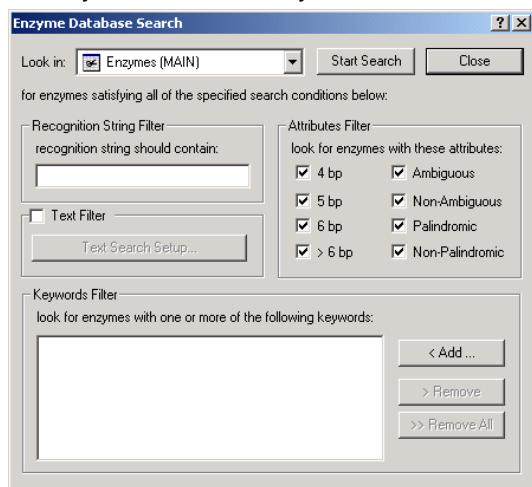 Enzyme Database Search
Look in: Enzymes (MAIN) Start Search Close
for enzymes satisfying all of the specified search conditions below:
Recognition String Filter
recognition string should contain:
Text Filter
Text Search Setup...
Attributes Filter
look for enzymes with these attributes:
4 bp Ambiguous
5 bp Non-Ambiguous
6 bp Palindromic
> 6 bp Non-Palindromic
Keywords Filter
look for enzymes with one or more of the following keywords:
< Add ...
> Remove
>> Remove All